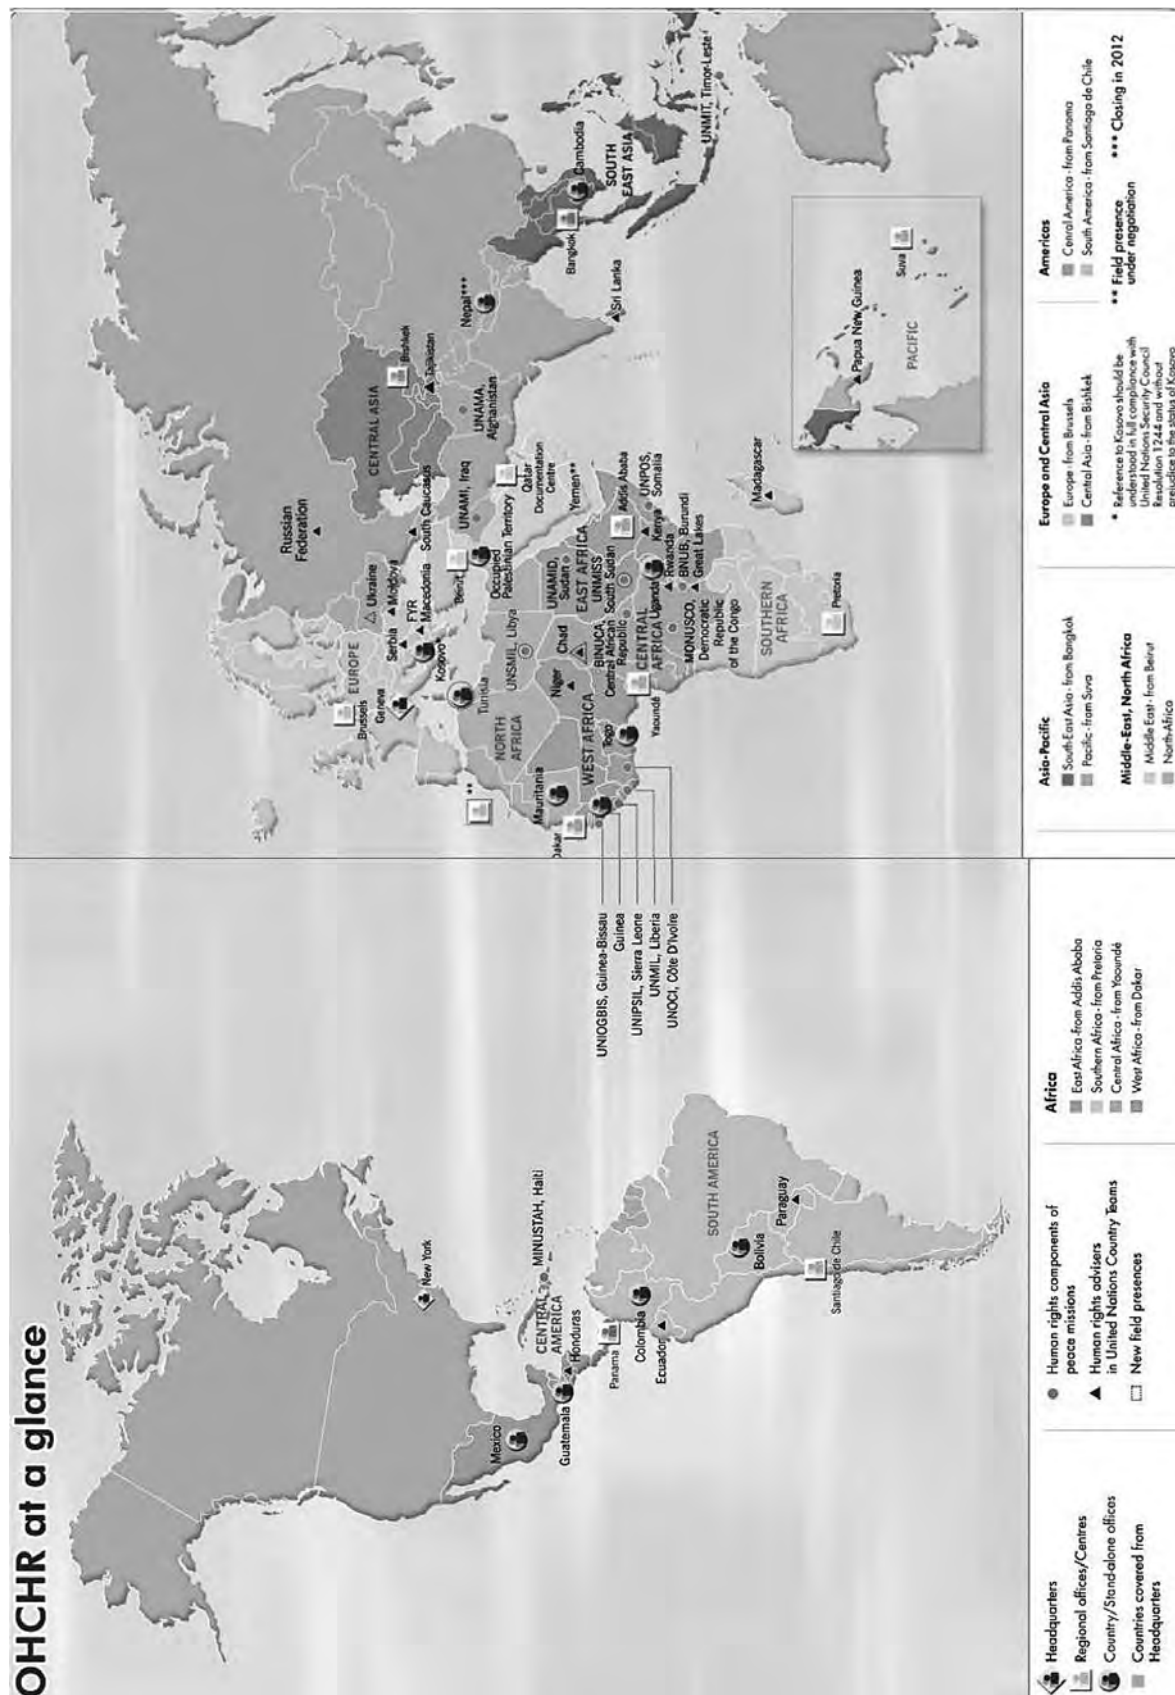 OHCHR at a glance
New York
Mexico
Guatemala
Honduras
CENTRAL
AMERICA
MINUSTAH, Haiti
Panama
Colombia
Ecuador
SOUTH AMERICA
Bolivia
Paraguay
Santiago de Chile
UNIOGBIS, Guinea-Bissau
Guinea
UNIPSIL, Sierra Leone
UNMIL, Liberia
UNOCI, Côte D'Ivoire
Russian
Federation
EUROPE
Brussels
Geneva
Ukraine
Moldova
Serbia
FYR
Macedonia
Kosovo*
South Caucasus
CENTRAL ASIA
Bishkek
Tajikistan
UNAMA,
Afghanistan
Nepal***
Bangkok
Cambodia
SOUTH
EAST ASIA
UNMIT, Timor-Leste
Sri Lanka
**
Tunisia
NORTH
AFRICA
UNSMIL, Libya
Beirut
Occupied
Palestinian Territory
UNAMI, Iraq
Qatar
Documentation
Centre
Yemen**
Mauritania
Dakar
WEST AFRICA
Togo
Niger
Chad
UNAMID,
Sudan
EAST AFRICA
UNMISS
South Sudan
Addis Ababa
UNPOS,
Somalia
BINUCA,
Central African
Republic
CENTRAL
AFRICA
Yaoundé
Uganda
Kenya
Rwanda
BNUB, Burundi
Great Lakes
MONUSCO,
Democratic
Republic
of the Congo
SOUTHERN
AFRICA
Pretoria
Madagascar
Papua New Guinea
PACIFIC
Suva
Headquarters
Regional offices/Centres
Country/Stand-alone offices
Countries covered from
Headquarters
Human rights components of
peace missions
Human rights advisers
in United Nations Country Teams
New field presences
Africa
East Africa - from Addis Ababa
Southern Africa - from Pretoria
Central Africa - from Yaoundé
West Africa - from Dakar
Asia-Pacific
South-East Asia - from Bangkok
Pacific - from Suva
Middle-East, North Africa
Middle East - from Beirut
North-Africa
Europe and Central Asia
Europe - from Brussels
Central Asia - from Bishkek
Americas
Cenral America - from Panama
South America - from Santiago de Chile
* Reference to Kosovo should be
understood in full compliance with
United Nations Security Council
Resolution 1244 and without
prejudice to the status of Kosovo
** Field presence
under negotiation
*** Closing in 2012